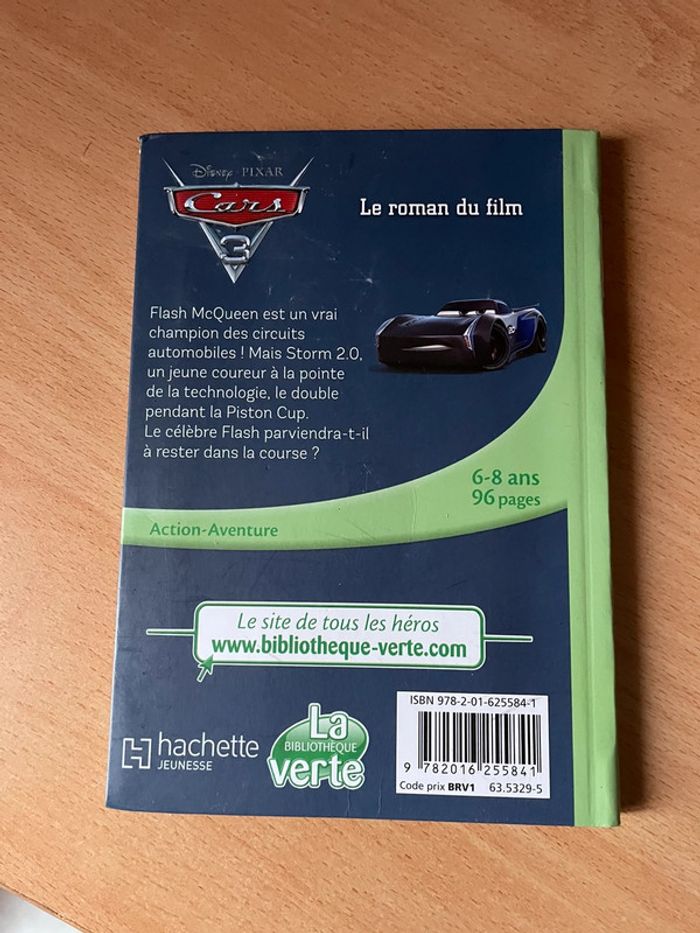 DISNEY · PIXAR
Cars
3
Le roman du film
Flash McQueen est un vrai
champion des circuits
automobiles ! Mais Storm 2.0,
un jeune coureur à la pointe
de la technologie, le double
pendant la Piston Cup.
Le célèbre Flash parviendra-t-il
à rester dans la course ?
6-8 ans
96 pages
Action-Aventure
Le site de tous les héros
www.bibliotheque-verte.com
hachette
JEUNESSE
La
BIBLIOTHÈQUE
verte
ISBN 978-2-01-625584-1
9 782016 255841
Code prix BRV1 63.5329-5